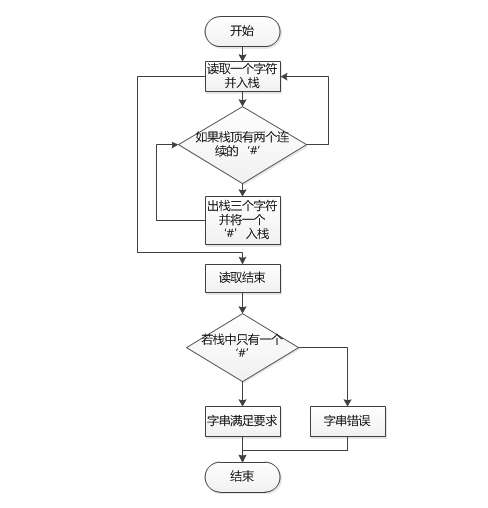 开始
读取一个字符
并入栈
如果栈顶有两个连
续的 ‘#’
出栈三个字符
并将一个
‘#’ 入栈
读取结束
若栈中只有一个
‘#’
字串满足要求
字串错误
结束